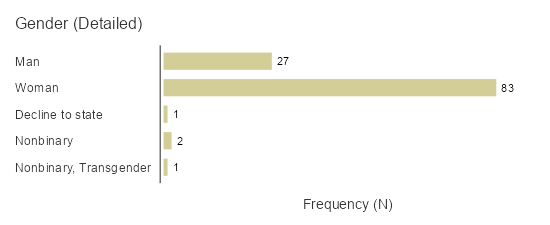 Gender (Detailed)
Man 27
Woman 83
Decline to state 1
Nonbinary 2
Nonbinary, Transgender 1
Frequency (N)